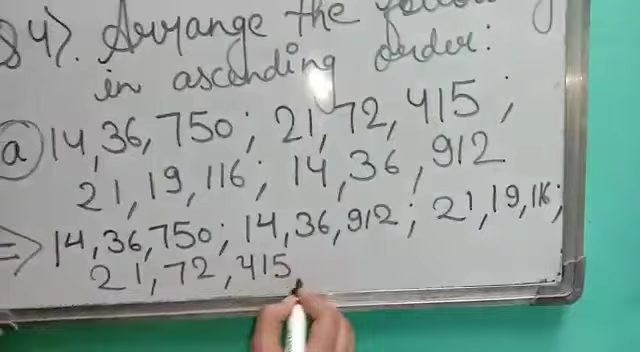 Q4). Arrange the following
in ascending order:
a 14,36,750; 21,72,415;
21,19,116; 14,36,912
=> 14,36,750; 14,36,912; 21,19,116;
21,72,415